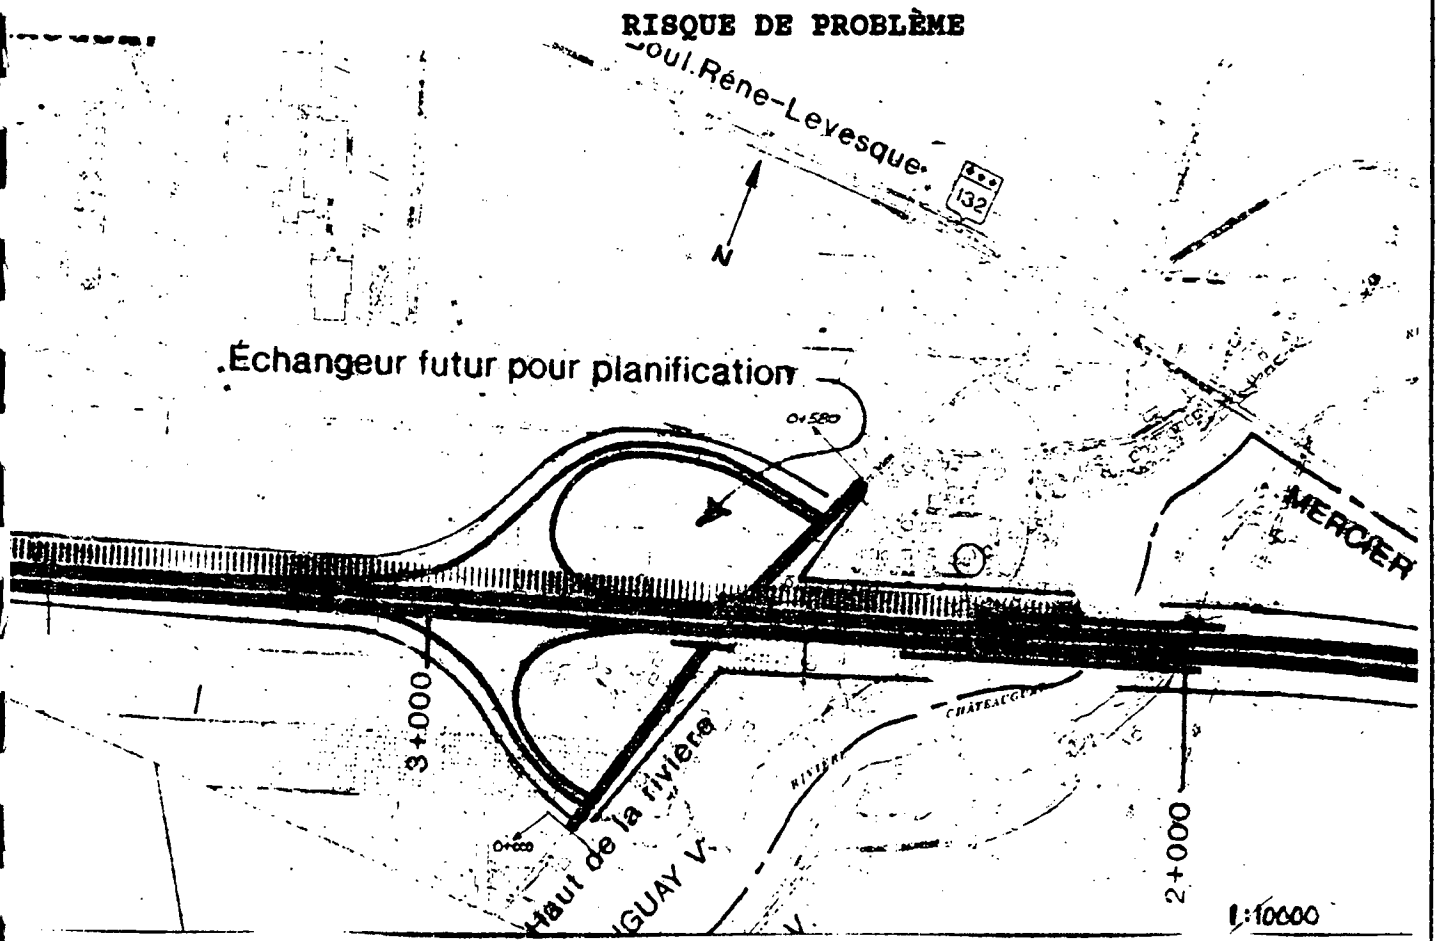 RISQUE DE PROBLÈME
Boul. Réne-Levesque
132
N
Échangeur futur pour planification
0+580
MERCIER
3+000
CHÂTEAUGUAY
RIVIÈRE
Haut de la rivière
0+000
GUAY V.
V.
2+000
1:10000